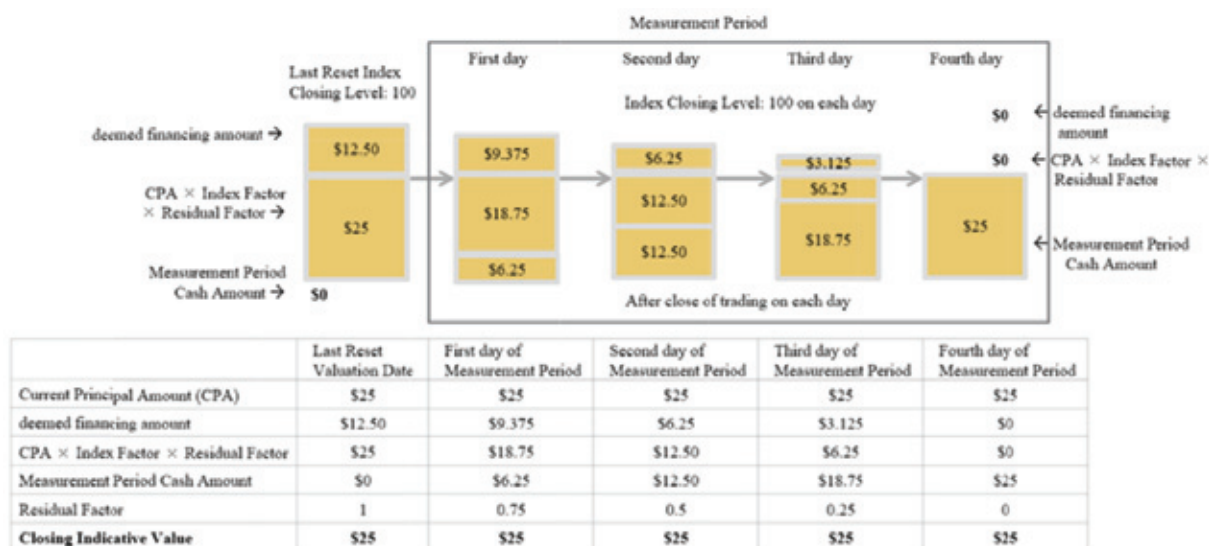 Measurement Period
First day Second day Third day Fourth day
Last Reset Index
Closing Level: 100
Index Closing Level: 100 on each day
deemed financing amount →
$0 ← deemed financing
amount
$12.50 $9.375 $6.25 $3.125 $0 ← CPA × Index Factor ×
Residual Factor
CPA × Index Factor
× Residual Factor →
$25 $18.75 $12.50 $6.25
$6.25 $12.50 $18.75 $25 ← Measurement Period
Cash Amount
Measurement Period
Cash Amount → $0
After close of trading on each day
Last Reset Valuation Date First day of Measurement Period Second day of Measurement Period Third day of Measurement Period Fourth day of Measurement Period
Current Principal Amount (CPA) $25 $25 $25 $25 $25
deemed financing amount $12.50 $9.375 $6.25 $3.125 $0
CPA × Index Factor × Residual Factor $25 $18.75 $12.50 $6.25 $0
Measurement Period Cash Amount $0 $6.25 $12.50 $18.75 $25
Residual Factor 1 0.75 0.5 0.25 0
Closing Indicative Value $25 $25 $25 $25 $25